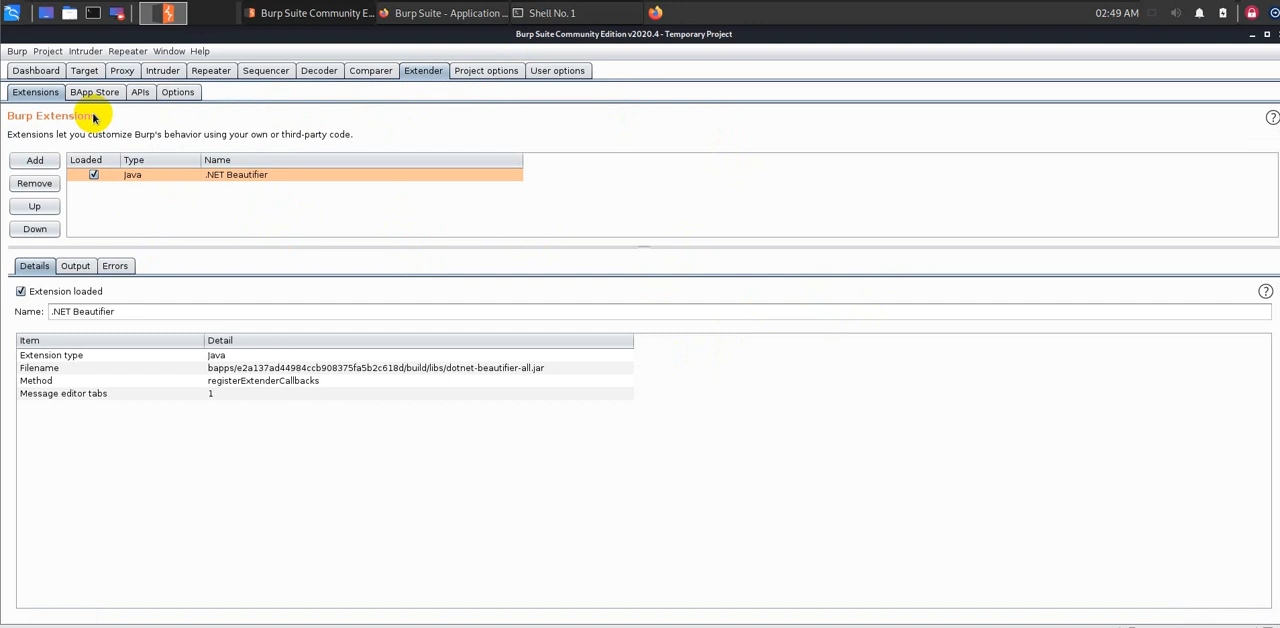 Burp Suite Community E... Burp Suite - Application ... Shell No. 1 02:49 AM
Burp Suite Community Edition v2020.4 - Temporary Project
Burp Project Intruder Repeater Window Help
Dashboard Target Proxy Intruder Repeater Sequencer Decoder Comparer Extender Project options User options
Extensions BApp Store APIs Options
Burp Extensions
Extensions let you customize Burp's behavior using your own or third-party code.
Add Loaded Type Name
Java .NET Beautifier
Remove
Up
Down
Details Output Errors
Extension loaded
Name: .NET Beautifier
Item Detail
Extension type Java
Filename bapps/e2a137ad44984ccb908375fa5b2c618d/build/libs/dotnet-beautifier-all.jar
Method registerExtenderCallbacks
Message editor tabs 1